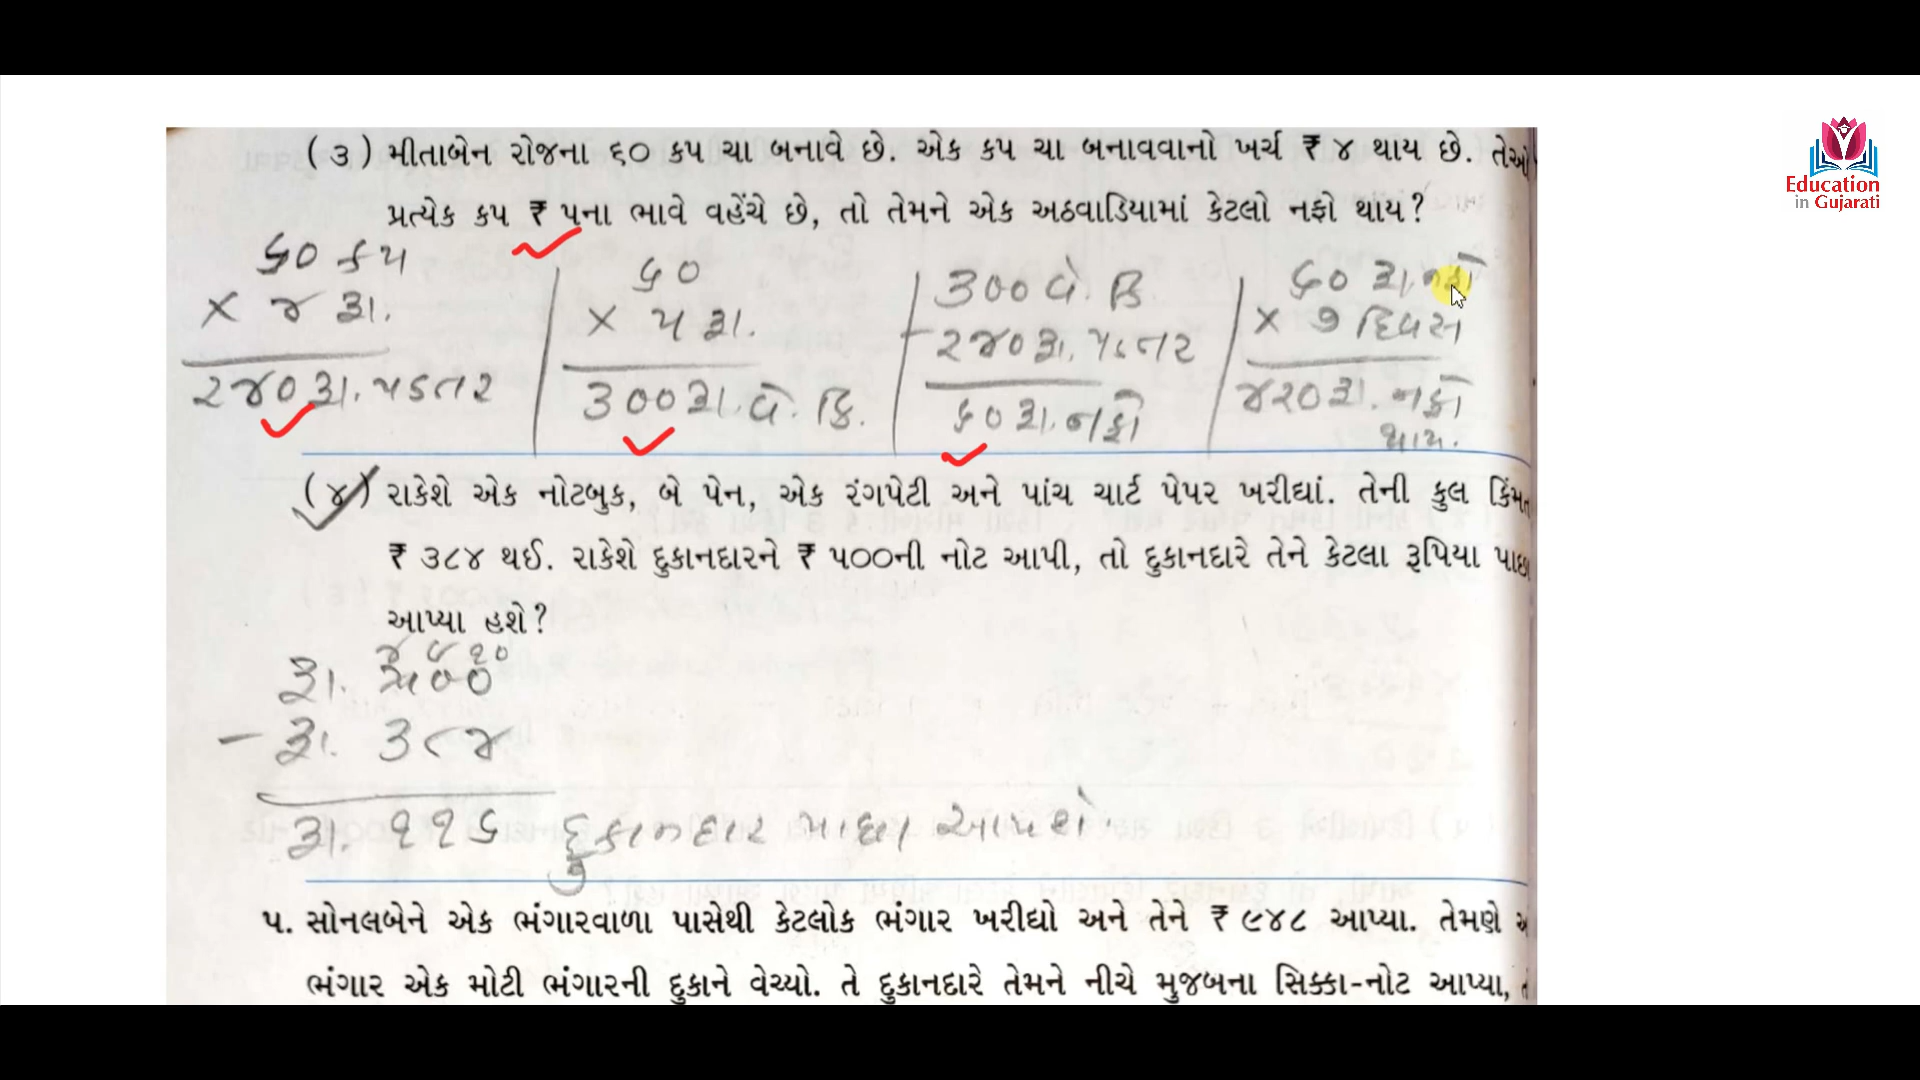 (૩) મીતાબેન રોજના ૬૦ કપ ચા બનાવે છે. એક કપ ચા બનાવવાનો ખર્ચ ₹ ૪ થાય છે. તેઓ
પ્રત્યેક કપ ₹ ૫ના ભાવે વહેંચે છે, તો તેમને એક અઠવાડિયામાં કેટલો નફો થાય?
Education
in Gujarati
૬૦ કપ
× ૪ રૂા.
૨૪૦ રૂા. પડતર
૬૦
× ૫ રૂા.
૩૦૦ રૂા. વે. કિ.
૩૦૦ વે. કિ
- ૨૪૦ રૂા. પડતર
૬૦ રૂા. નફો
૬૦ રૂા. નફો
× ૭ દિવસ
૪૨૦ રૂા. નફો
થાય.
(૪) રાકેશે એક નોટબુક, બે પેન, એક રંગપેટી અને પાંચ ચાર્ટ પેપર ખરીદ્યાં. તેની કુલ કિંમત
₹ ૩૮૪ થઈ. રાકેશે દુકાનદારને ₹ ૫૦૦ની નોટ આપી, તો દુકાનદારે તેને કેટલા રૂપિયા પાછા
આપ્યા હશે?
૪ ૯ ૧૦
રૂા. ૫૦૦
- રૂા. ૩૮૪
રૂા. ૧૧૬ દુકાનદાર પાછા આપશે.
૫. સોનલબેને એક ભંગારવાળા પાસેથી કેટલોક ભંગાર ખરીદ્યો અને તેને ₹ ૯૪૮ આપ્યા. તેમણે
ભંગાર એક મોટી ભંગારની દુકાને વેચ્યો. તે દુકાનદારે તેમને નીચે મુજબના સિક્કા-નોટ આપ્યા,